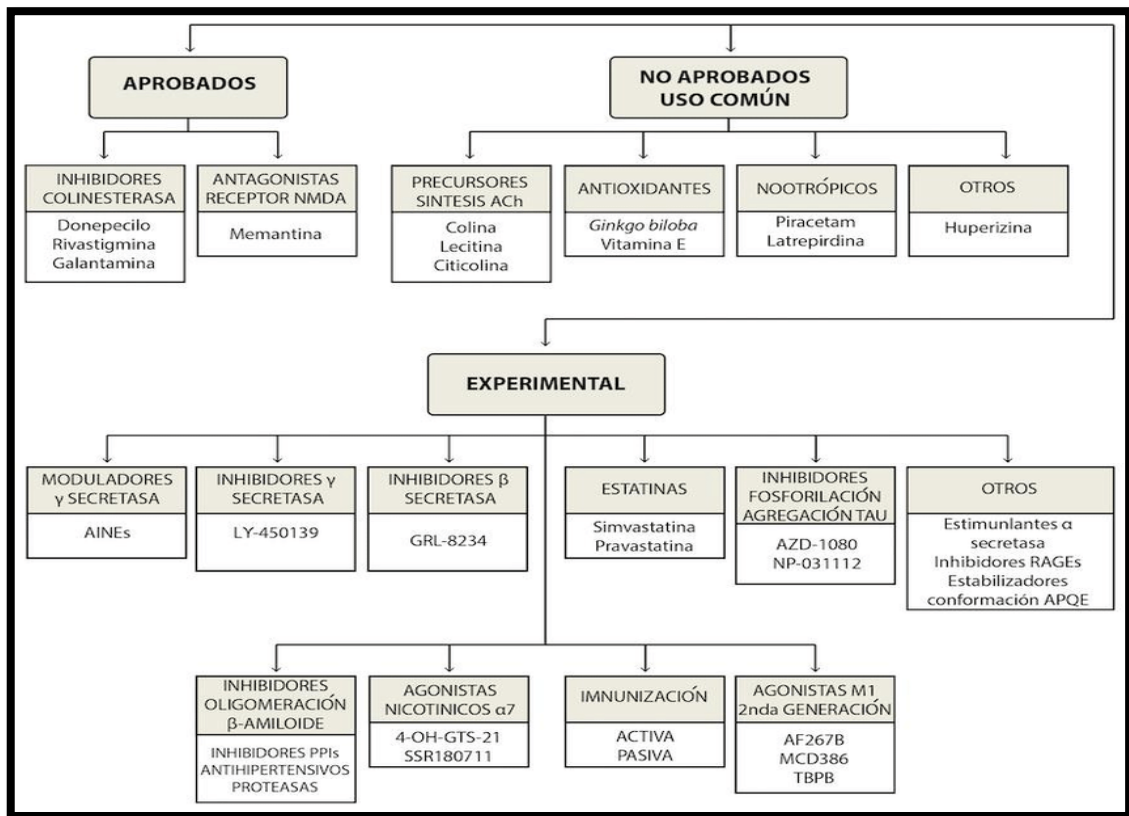 APROBADOS
NO APROBADOS
USO COMÚN
INHIBIDORES
COLINESTERASA
Donepecilo
Rivastigmina
Galantamina
ANTAGONISTAS
RECEPTOR NMDA
Memantina
PRECURSORES
SINTESIS ACh
Colina
Lecitina
Citicolina
ANTIOXIDANTES
Ginkgo biloba
Vitamina E
NOOTRÓPICOS
Piracetam
Latrepirdina
OTROS
Huperizina
EXPERIMENTAL
MODULADORES
γ SECRETASA
AINEs
INHIBIDORES γ
SECRETASA
LY-450139
INHIBIDORES β
SECRETASA
GRL-8234
ESTATINAS
Simvastatina
Pravastatina
INHIBIDORES
FOSFORILACIÓN
AGREGACIÓN TAU
AZD-1080
NP-031112
OTROS
Estimunlantes α
secretasa
Inhibidores RAGEs
Estabilizadores
conformación APQE
INHIBIDORES
OLIGOMERACIÓN
β-AMILOIDE
INHIBIDORES PPIs
ANTIHIPERTENSIVOS
PROTEASAS
AGONISTAS
NICOTINICOS α7
4-OH-GTS-21
SSR180711
IMNUNIZACIÓN
ACTIVA
PASIVA
AGONISTAS M1
2nda GENERACIÓN
AF267B
MCD386
TBPB